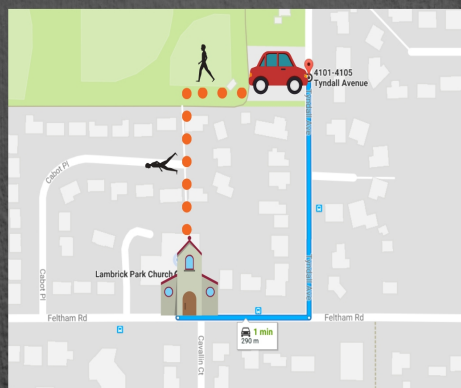 4101-4105
Tyndall Avenue
Tyndall Ave
Cabot Pl
Lambrick Park Church
Cabot Pl
Tyndall Ave
Feltham Rd
Feltham Rd
1 min
290 m
Cavallin Ct